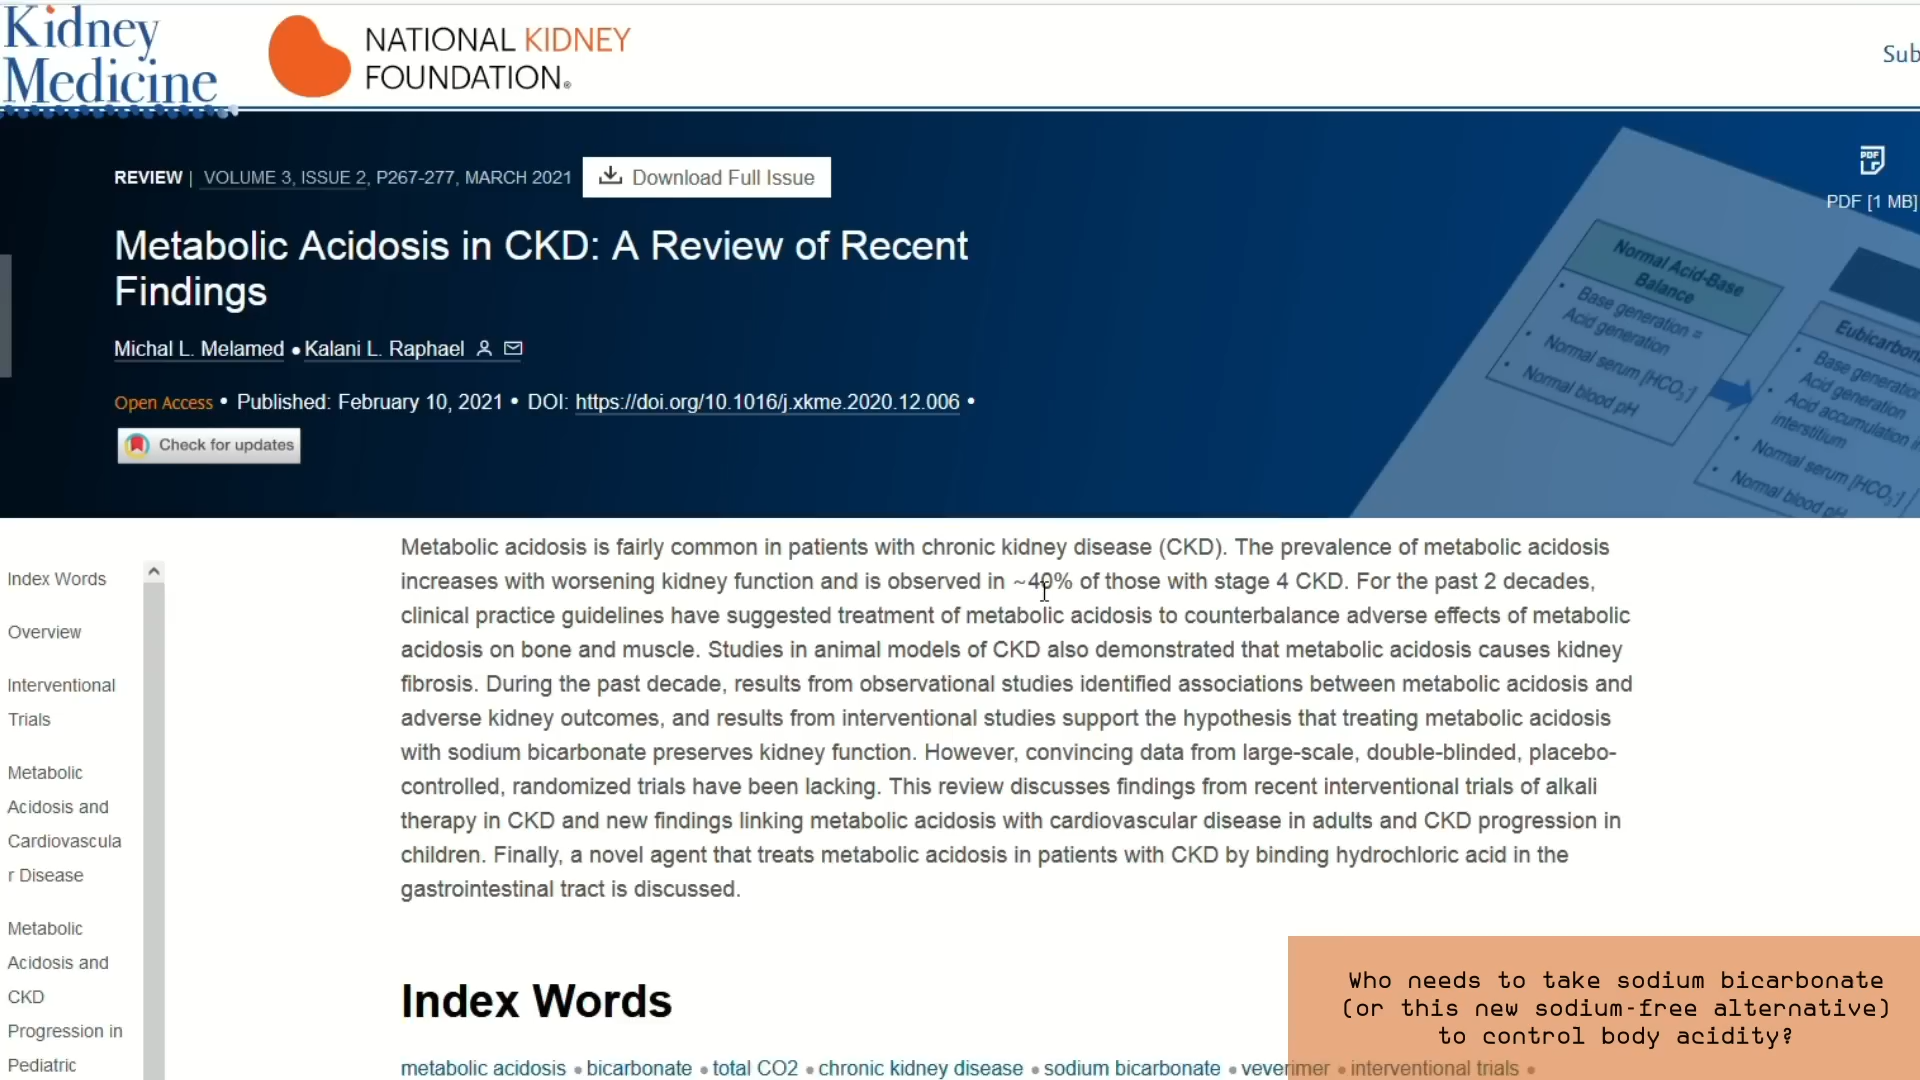 Kidney
Medicine
NATIONAL KIDNEY
FOUNDATION®
Sub
REVIEW | VOLUME 3, ISSUE 2, P267-277, MARCH 2021
Download Full Issue
PDF
PDF [1 MB]
Metabolic Acidosis in CKD: A Review of Recent
Findings
Michal L. Melamed • Kalani L. Raphael
Open Access • Published: February 10, 2021 • DOI: https://doi.org/10.1016/j.xkme.2020.12.006 •
Check for updates
Normal Acid-Base
Balance
• Base generation =
Acid generation
• Normal serum [HCO3-]
• Normal blood pH
• Base generation
Acid generation
• Acid accumulation
interstitium
• Normal serum [HCO3-]
• Normal blood pH
Metabolic acidosis is fairly common in patients with chronic kidney disease (CKD). The prevalence of metabolic acidosis
increases with worsening kidney function and is observed in ~40% of those with stage 4 CKD. For the past 2 decades,
clinical practice guidelines have suggested treatment of metabolic acidosis to counterbalance adverse effects of metabolic
acidosis on bone and muscle. Studies in animal models of CKD also demonstrated that metabolic acidosis causes kidney
fibrosis. During the past decade, results from observational studies identified associations between metabolic acidosis and
adverse kidney outcomes, and results from interventional studies support the hypothesis that treating metabolic acidosis
with sodium bicarbonate preserves kidney function. However, convincing data from large-scale, double-blinded, placebo-
controlled, randomized trials have been lacking. This review discusses findings from recent interventional trials of alkali
therapy in CKD and new findings linking metabolic acidosis with cardiovascular disease in adults and CKD progression in
children. Finally, a novel agent that treats metabolic acidosis in patients with CKD by binding hydrochloric acid in the
gastrointestinal tract is discussed.
Index Words
Overview
Interventional
Trials
Metabolic
Acidosis and
Cardiovascula
r Disease
Metabolic
Acidosis and
CKD
Progression in
Pediatric
Index Words
metabolic acidosis • bicarbonate • total CO2 • chronic kidney disease • sodium bicarbonate • veverimer • interventional trials •
Who needs to take sodium bicarbonate
(or this new sodium-free alternative)
to control body acidity?